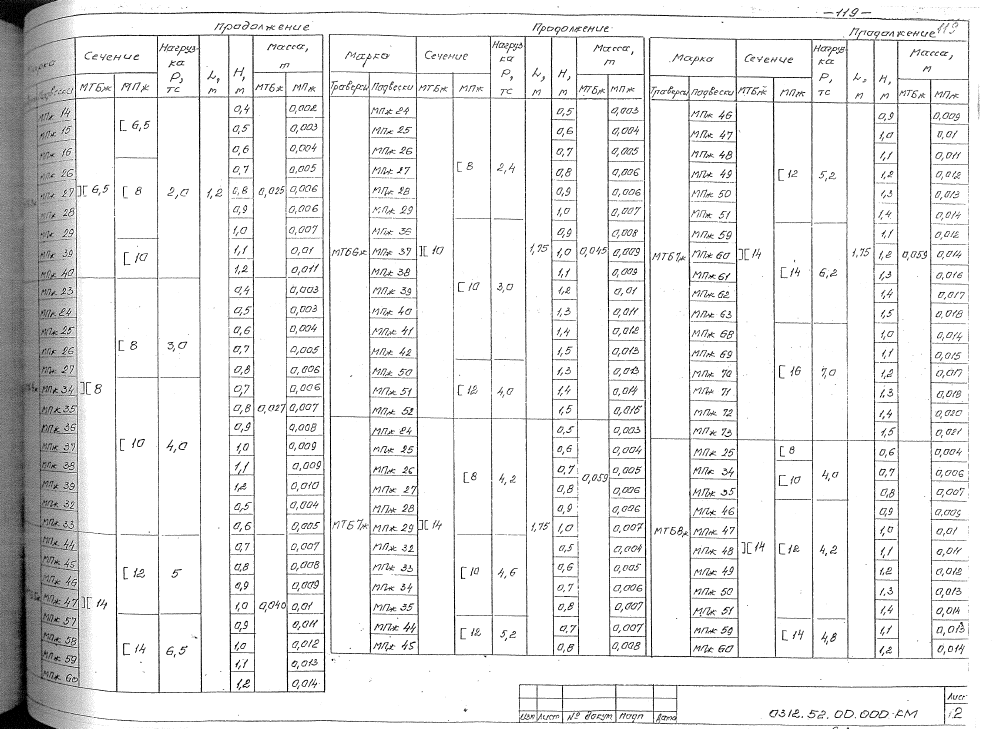 -119-
119
Продолжение Продолжение Продолжение
Марка Сечение Нагрузка P, тс L, м H, м Масса, т
Подвески МТБж МПж МТБж МПж
МПж 14 0,4 0,002
МПж 15 [ 6,5 0,5 0,003
МПж 16 0,6 0,004
МПж 26 0,7 0,005
МПж 27 ][ 6,5 [ 8 2,0 1,2 0,8 0,025 0,006
МПж 28 0,9 0,006
МПж 29 1,0 0,007
МПж 39 [ 10 1,1 0,01
МПж 40 1,2 0,011
МПж 23 0,4 0,003
МПж 24 0,5 0,003
МПж 25 0,6 0,004
МПж 26 [ 8 3,0 0,7 0,005
МПж 27 0,8 0,006
МПж 34 ][ 8 0,7 0,006
МПж 35 0,8 0,027 0,007
МПж 36 0,9 0,008
МПж 37 [ 10 4,0 1,0 0,009
МПж 38 1,1 0,009
МПж 39 1,2 0,010
МПж 32 0,5 0,004
МПж 33 0,6 0,005
МПж 44 0,7 0,007
МПж 45 [ 12 5 0,8 0,008
МПж 46 0,9 0,009
МПж 47 ][ 14 1,0 0,040 0,01
МПж 57 0,9 0,011
МПж 58 [ 14 6,5 1,0 0,012
МПж 59 1,1 0,013
МПж 60 1,2 0,014
Марка Сечение Нагрузка P, тс L, м H, м Масса, т
Траверсы Подвески МТБж МПж МТБж МПж
МПж 24 0,5 0,003
МПж 25 0,6 0,004
МПж 26 0,7 0,005
МПж 27 [ 8 2,4 0,8 0,006
МПж 28 0,9 0,006
МПж 29 1,0 0,007
МПж 36 0,9 0,008
МТБ6ж МПж 37 ][ 10 1,75 1,0 0,045 0,009
МПж 38 1,1 0,009
МПж 39 [ 10 3,0 1,2 0,01
МПж 40 1,3 0,011
МПж 41 1,4 0,012
МПж 42 1,5 0,013
МПж 50 1,3 0,013
МПж 51 [ 12 4,0 1,4 0,014
МПж 52 1,5 0,015
МПж 24 0,5 0,003
МПж 25 0,6 0,004
МПж 26 [ 8 4,2 0,7 0,059 0,005
МПж 27 0,8 0,006
МПж 28 0,9 0,006
МТБ7ж МПж 29 ][ 14 1,75 1,0 0,007
МПж 32 0,5 0,004
МПж 33 [ 10 4,6 0,6 0,005
МПж 34 0,7 0,006
МПж 35 0,8 0,007
МПж 44 [ 12 5,2 0,7 0,007
МПж 45 0,8 0,008
Марка Сечение Нагрузка P, тс L, м H, м Масса, т
Траверсы Подвески МТБж МПж МТБж МПж
МПж 46 0,9 0,009
МПж 47 1,0 0,01
МПж 48 1,1 0,011
МПж 49 [ 12 5,2 1,2 0,012
МПж 50 1,3 0,013
МПж 51 1,4 0,014
МПж 59 1,1 0,012
МТБ7ж МПж 60 ][ 14 1,75 1,2 0,059 0,014
МПж 61 [ 14 6,2 1,3 0,016
МПж 62 1,4 0,017
МПж 63 1,5 0,018
МПж 68 1,0 0,014
МПж 69 1,1 0,015
МПж 70 [ 16 7,0 1,2 0,017
МПж 71 1,3 0,018
МПж 72 1,4 0,020
МПж 73 1,5 0,021
МПж 25 [ 8 0,6 0,004
МПж 34 [ 10 4,0 0,7 0,006
МПж 35 0,8 0,007
МПж 46 0,9 0,009
МТБ8ж МПж 47 1,0 0,01
МПж 48 ][ 14 [ 12 4,2 1,1 0,011
МПж 49 1,2 0,012
МПж 50 1,3 0,013
МПж 51 1,4 0,014
МПж 59 [ 14 4,8 1,1 0,013
МПж 60 1,2 0,014
Изм Лист № докум Подп Дата
0312.52.0D.00D-КМ
Лист
12